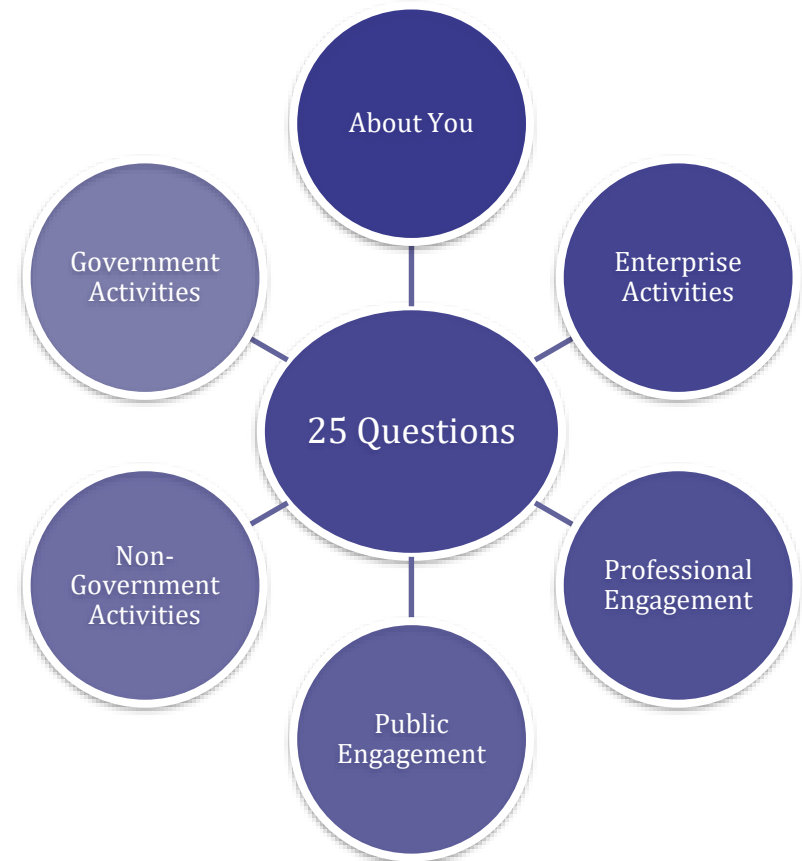 About You
Government
Activities
Enterprise
Activities
25 Questions
Non-
Government
Activities
Professional
Engagement
Public
Engagement